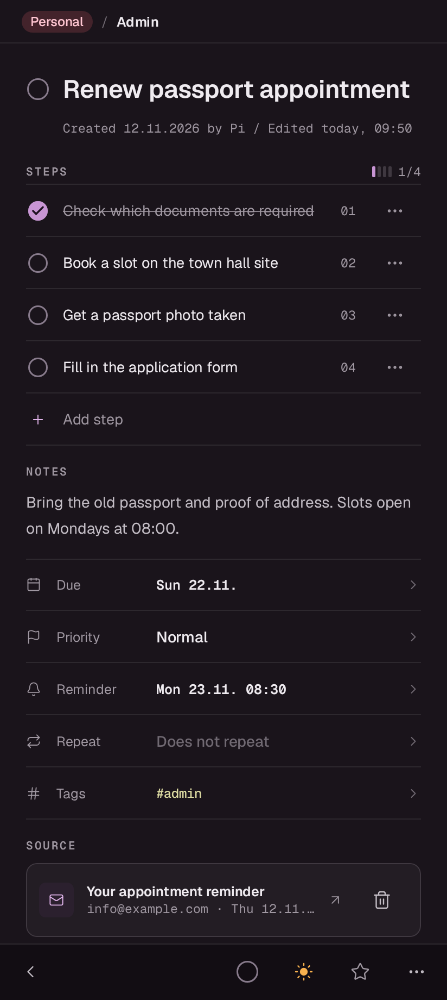 Personal / Admin
Renew passport appointment
Created 12.11.2026 by Pi / Edited today, 09:50
STEPS 1/4
Check which documents are required 01
Book a slot on the town hall site 02
Get a passport photo taken 03
Fill in the application form 04
Add step
NOTES
Bring the old passport and proof of address. Slots open
on Mondays at 08:00.
Due Sun 22.11.
Priority Normal
Reminder Mon 23.11. 08:30
Repeat Does not repeat
Tags #admin
SOURCE
Your appointment reminder
info@example.com · Thu 12.11.…